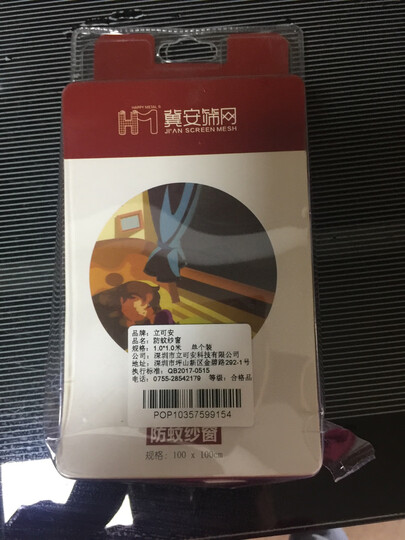 HAPPY METAL S
HM
冀安筛网
JI'AN SCREEN MESH
品牌：立可安
品名：防蚊纱窗
规格：1.0*1.0米 单个装
公司：深圳市立可安科技有限公司
地址：深圳市坪山新区金碧路292-1号
执行标准：QB2017-0515
电话：0755-28542179 等级：合格品
POP10357599154
防蚊纱窗
规格：100 x 100cm